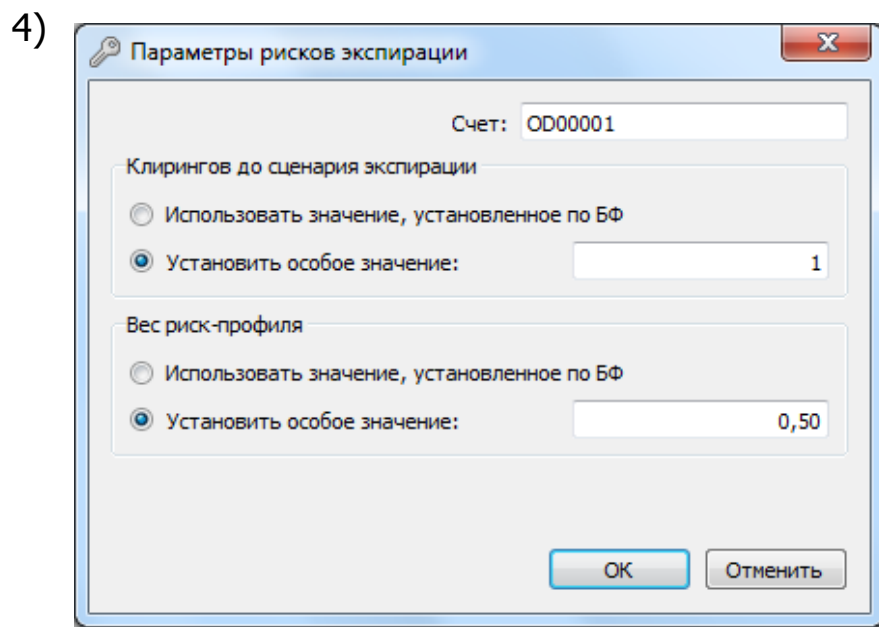 4)
Параметры рисков экспирации
Счет: OD00001
Клирингов до сценария экспирации
Использовать значение, установленное по БФ
Установить особое значение: 1
Вес риск-профиля
Использовать значение, установленное по БФ
Установить особое значение: 0,50
ОК Отменить